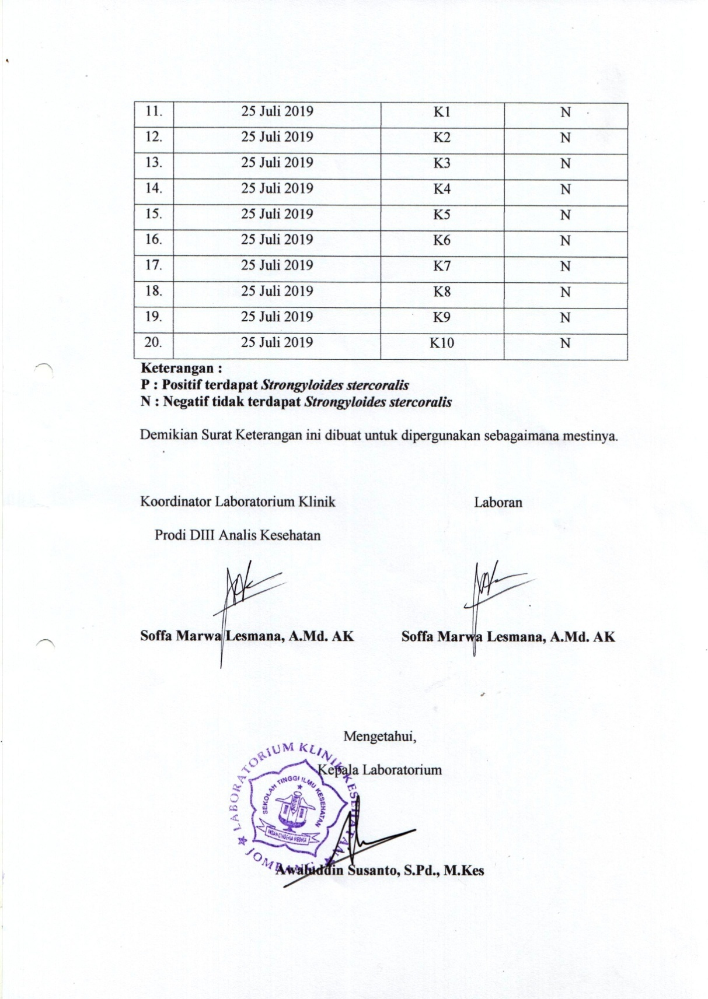 11. 25 Juli 2019 K1 N
12. 25 Juli 2019 K2 N
13. 25 Juli 2019 K3 N
14. 25 Juli 2019 K4 N
15. 25 Juli 2019 K5 N
16. 25 Juli 2019 K6 N
17. 25 Juli 2019 K7 N
18. 25 Juli 2019 K8 N
19. 25 Juli 2019 K9 N
20. 25 Juli 2019 K10 N
Keterangan :
P : Positif terdapat Strongyloides stercoralis
N : Negatif tidak terdapat Strongyloides stercoralis
Demikian Surat Keterangan ini dibuat untuk dipergunakan sebagaimana mestinya.
Koordinator Laboratorium Klinik Laboran
Prodi DIII Analis Kesehatan
Soffa Marwa Lesmana, A.Md. AK Soffa Marwa Lesmana, A.Md. AK
Mengetahui,
Kepala Laboratorium
LABORATORIUM KLINIK KESEHATAN
SEKOLAH TINGGI ILMU KESEHATAN
INSAN CENDEKIA MEDIKA
JOMBANG
Awaluddin Susanto, S.Pd., M.Kes